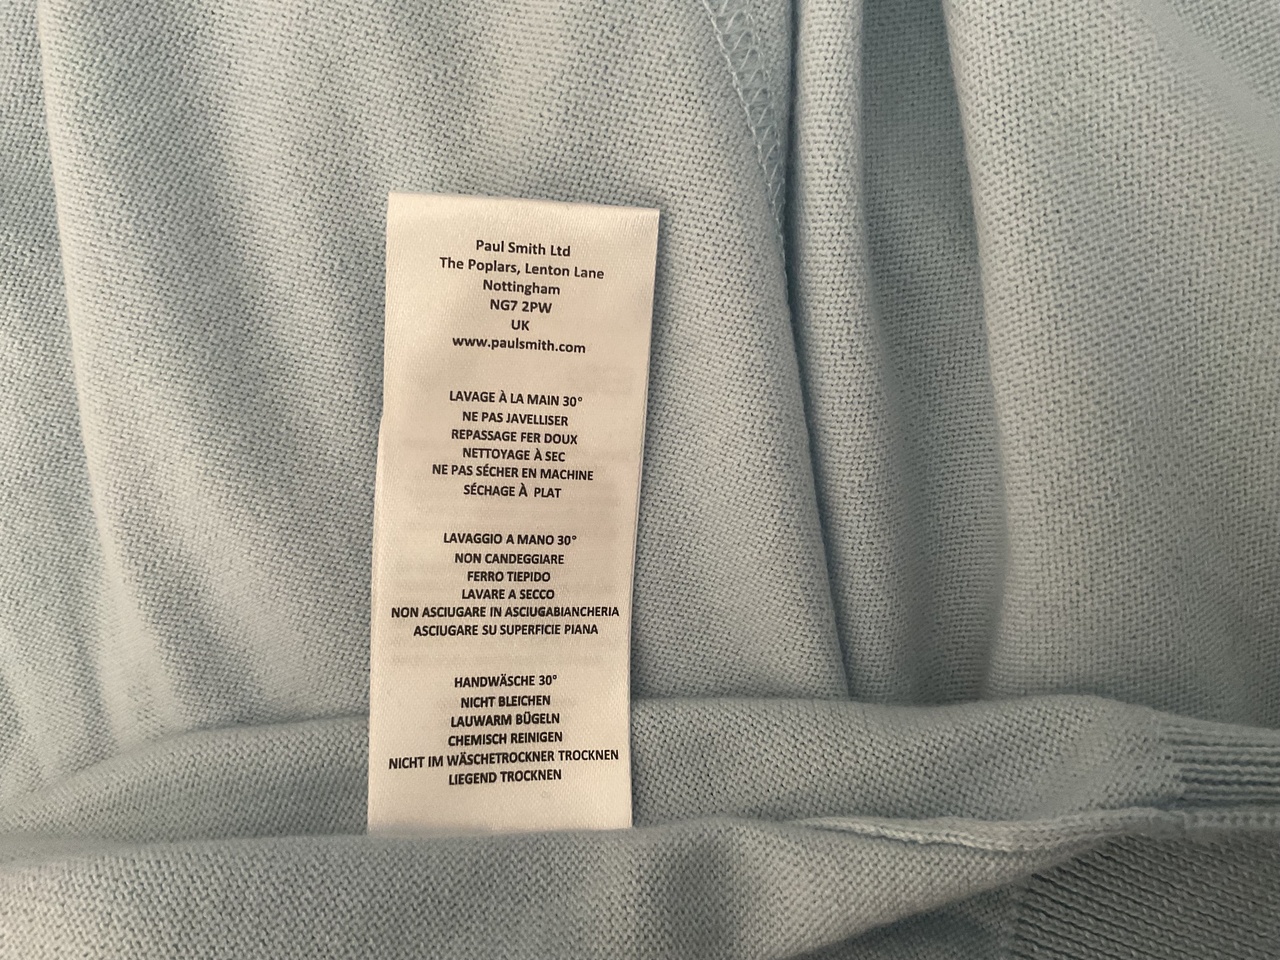 Paul Smith Ltd
The Poplars, Lenton Lane
Nottingham
NG7 2PW
UK
www.paulsmith.com
LAVAGE À LA MAIN 30°
NE PAS JAVELLISER
REPASSAGE FER DOUX
NETTOYAGE À SEC
NE PAS SÉCHER EN MACHINE
SÉCHAGE À PLAT
LAVAGGIO A MANO 30°
NON CANDEGGIARE
FERRO TIEPIDO
LAVARE A SECCO
NON ASCIUGARE IN ASCIUGABIANCHERIA
ASCIUGARE SU SUPERFICIE PIANA
HANDWÄSCHE 30°
NICHT BLEICHEN
LAUWARM BÜGELN
CHEMISCH REINIGEN
NICHT IM WÄSCHETROCKNER TROCKNEN
LIEGEND TROCKNEN